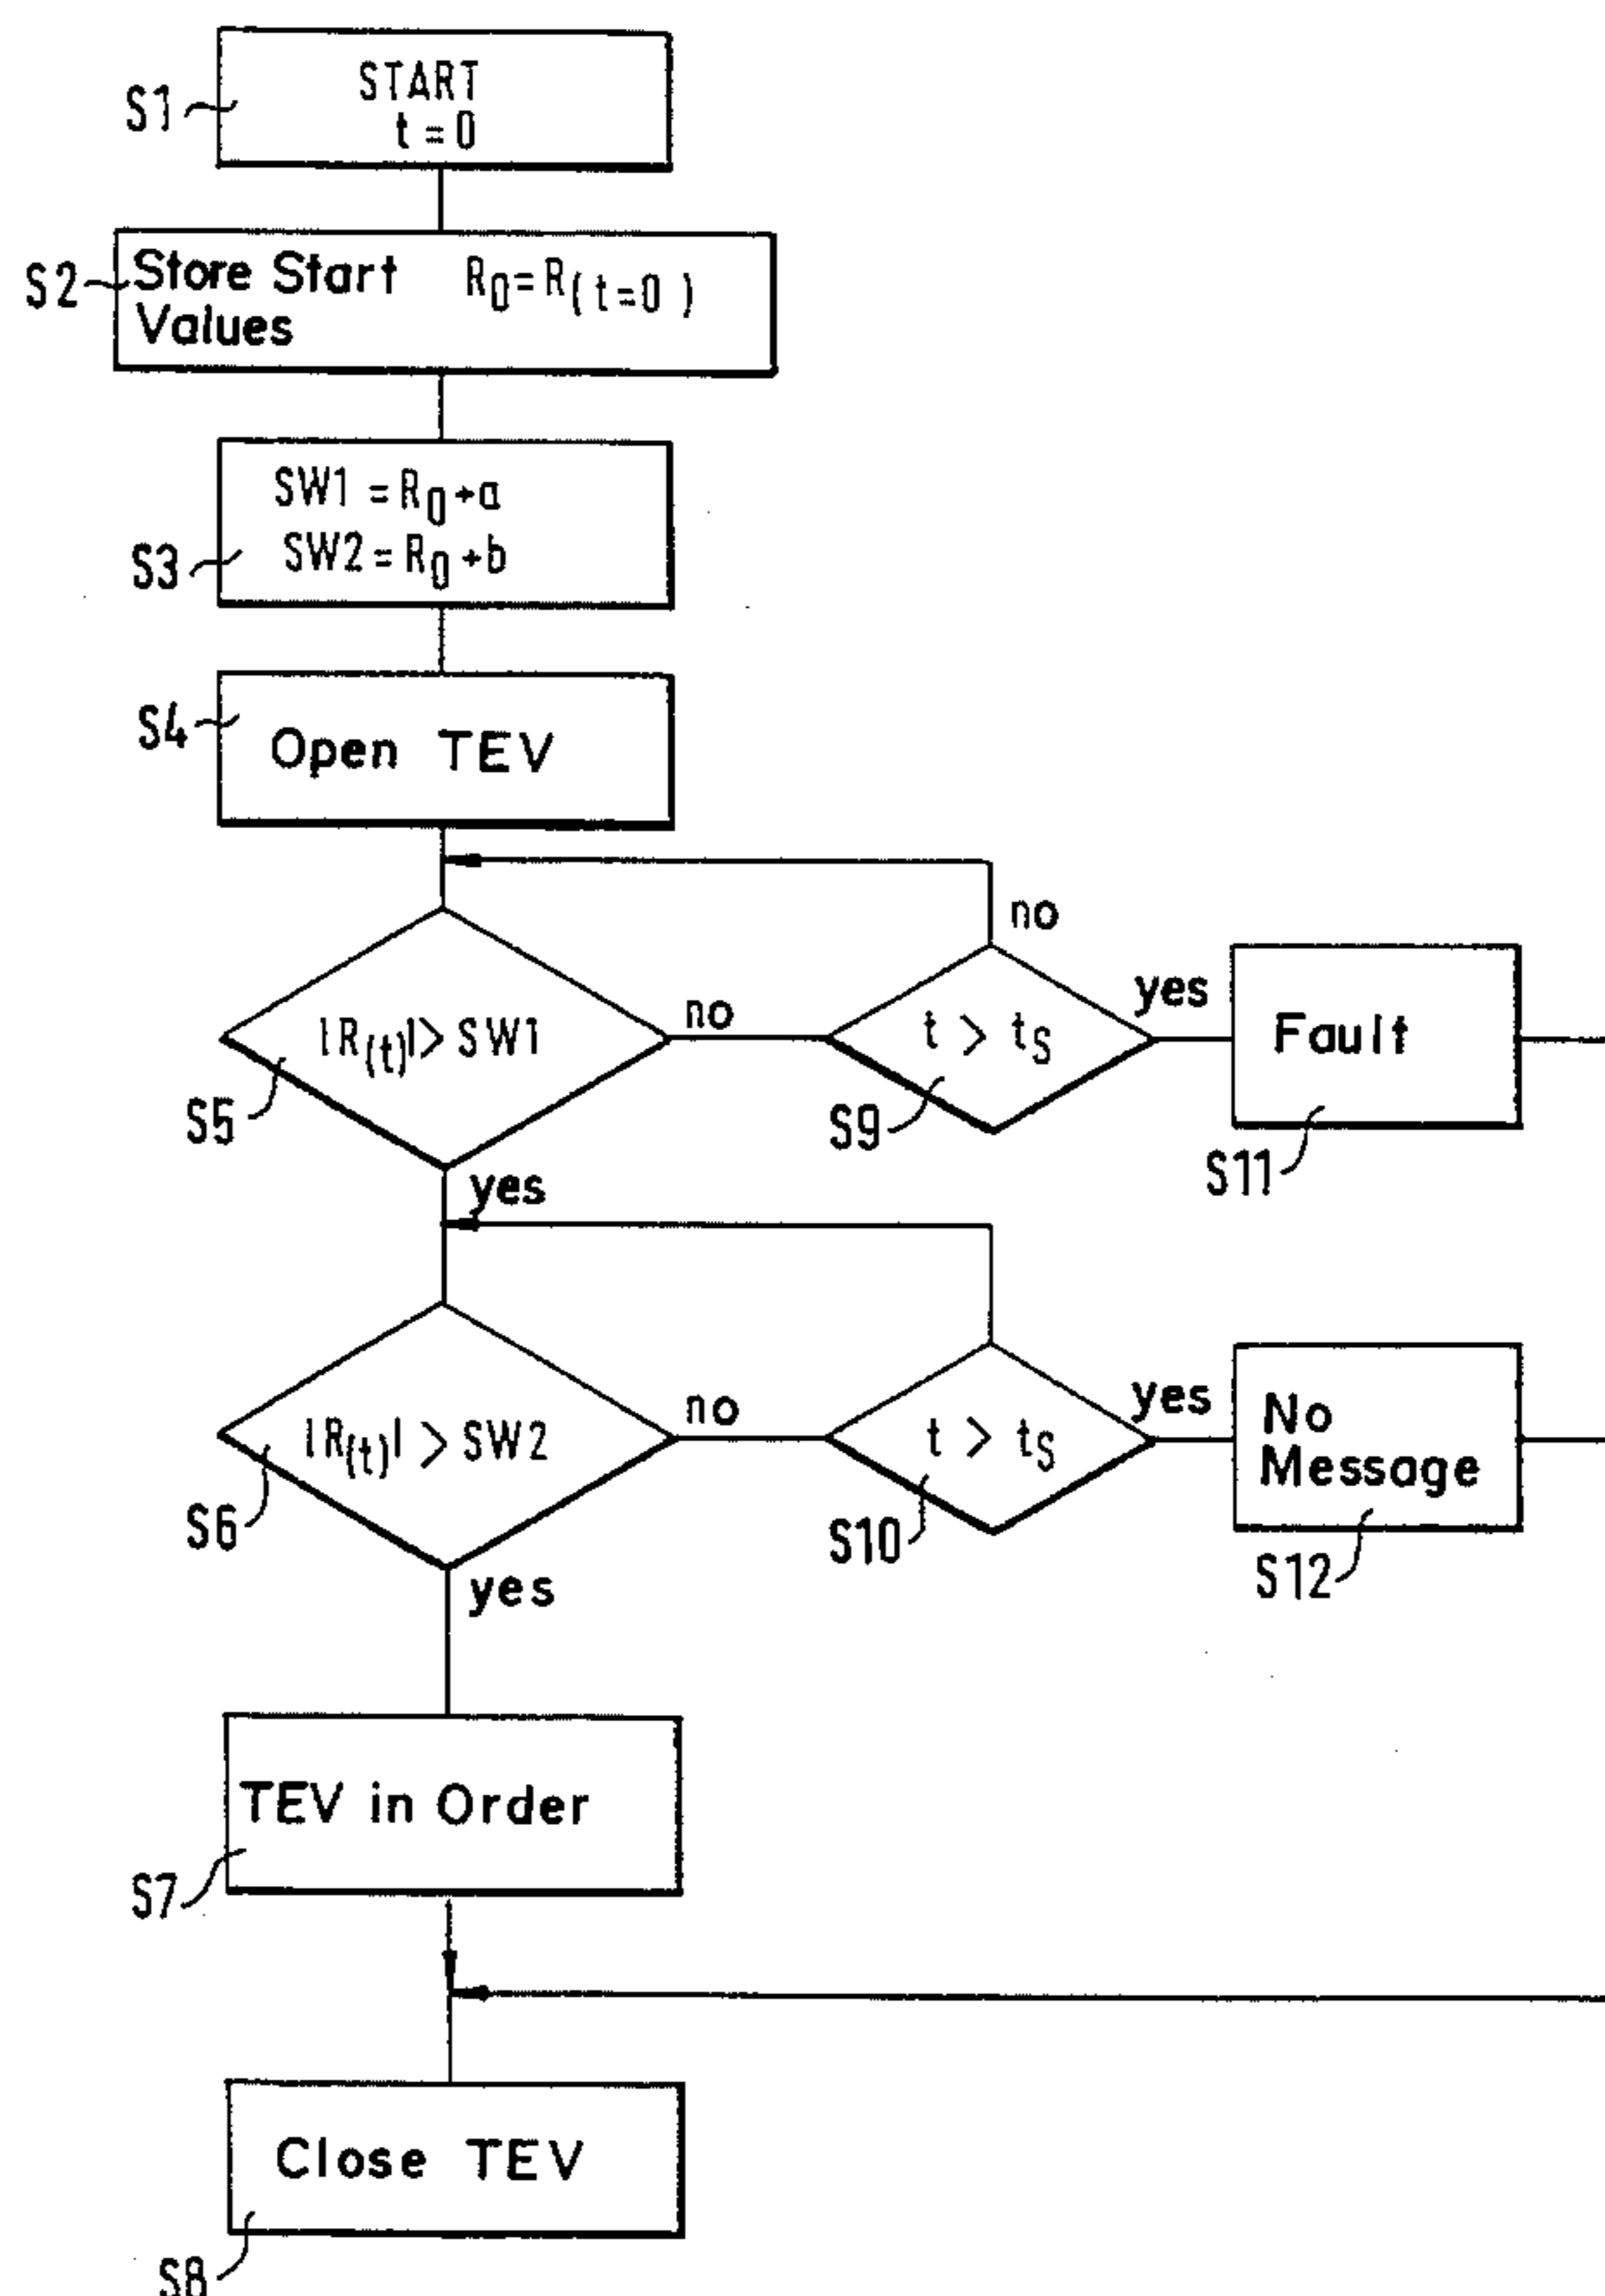 START
S1
t = 0
S2
Store Start Values
R0 = R(t=0)
SW1 = R0 + a
SW2 = R0 + b
S3
S4
Open TEV
no
|R(t)| > SW1
no
t > tS
yes
Fault
S5
S9
S11
yes
|R(t)| > SW2
no
t > tS
yes
No
Message
S6
S10
S12
yes
TEV in Order
S7
Close TEV
S8